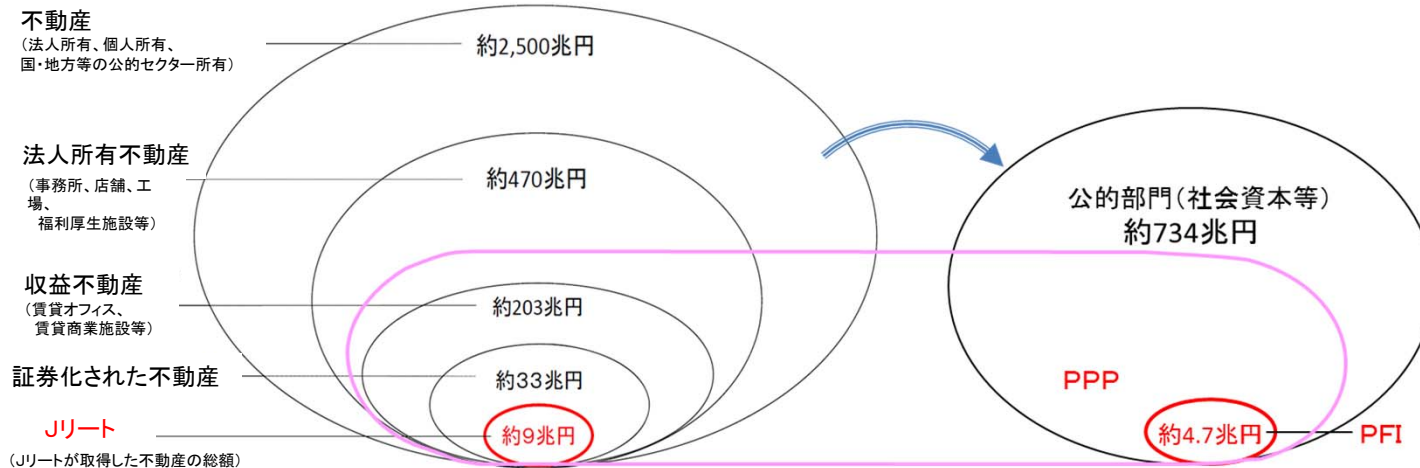 不動産
（法人所有、個人所有、
国・地方等の公的セクター所有）
約2,500兆円
法人所有不動産
（事務所、店舗、工
場、
福利厚生施設等）
約470兆円
公的部門（社会資本等）
約734兆円
収益不動産
（賃貸オフィス、
賃貸商業施設等）
約203兆円
証券化された不動産
約33兆円
PPP
Jリート
（Jリートが取得した不動産の総額）
約9兆円
約4.7兆円
PFI